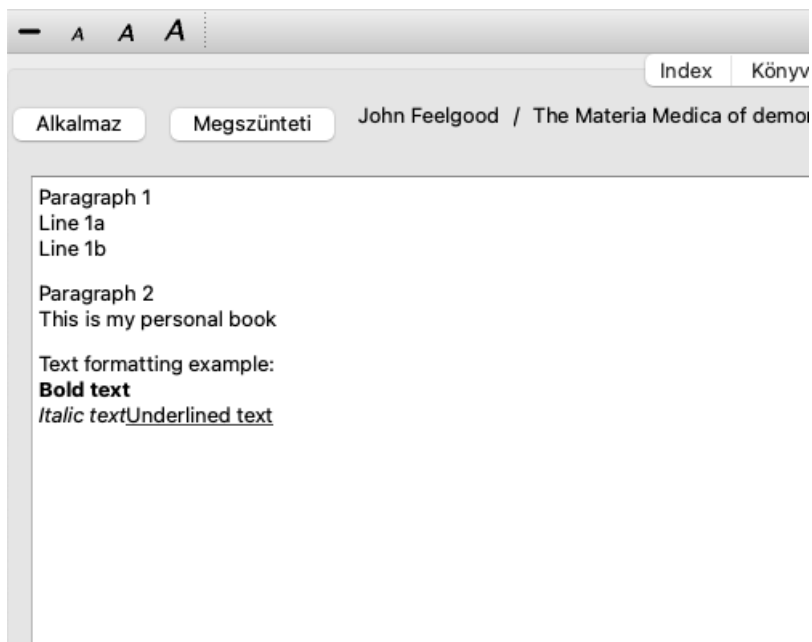 A A A
Index Könyv
Alkalmaz Megszünteti John Feelgood / The Materia Medica of demo
Paragraph 1
Line 1a
Line 1b
Paragraph 2
This is my personal book
Text formatting example:
Bold text
Italic textUnderlined text